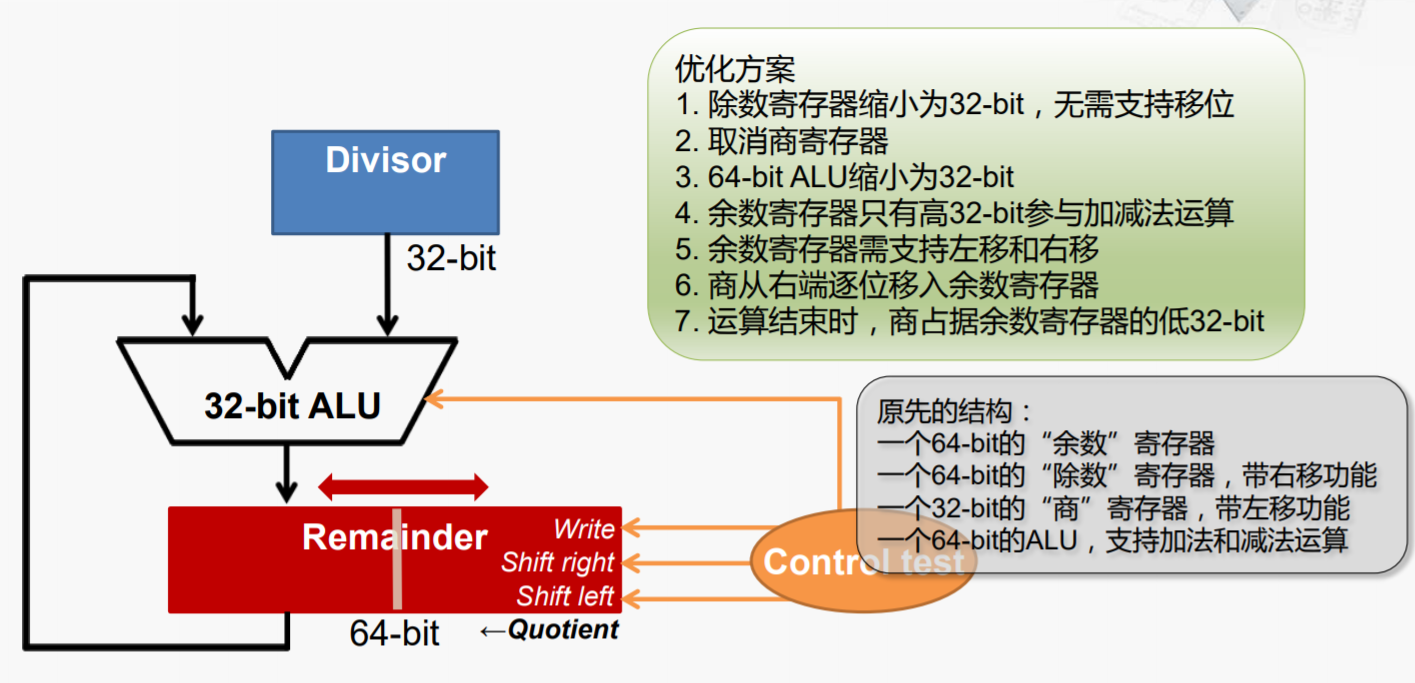 优化方案
1. 除数寄存器缩小为32-bit，无需支持移位
2. 取消商寄存器
3. 64-bit ALU缩小为32-bit
4. 余数寄存器只有高32-bit参与加减法运算
5. 余数寄存器需支持左移和右移
6. 商从右端逐位移入余数寄存器
7. 运算结束时，商占据余数寄存器的低32-bit
Divisor
32-bit
32-bit ALU
原先的结构：
一个64-bit的“余数”寄存器
一个64-bit的“除数”寄存器，带右移功能
一个32-bit的“商”寄存器，带左移功能
一个64-bit的ALU，支持加法和减法运算
Remainder
Write
Shift right
Shift left
Control test
64-bit
←Quotient